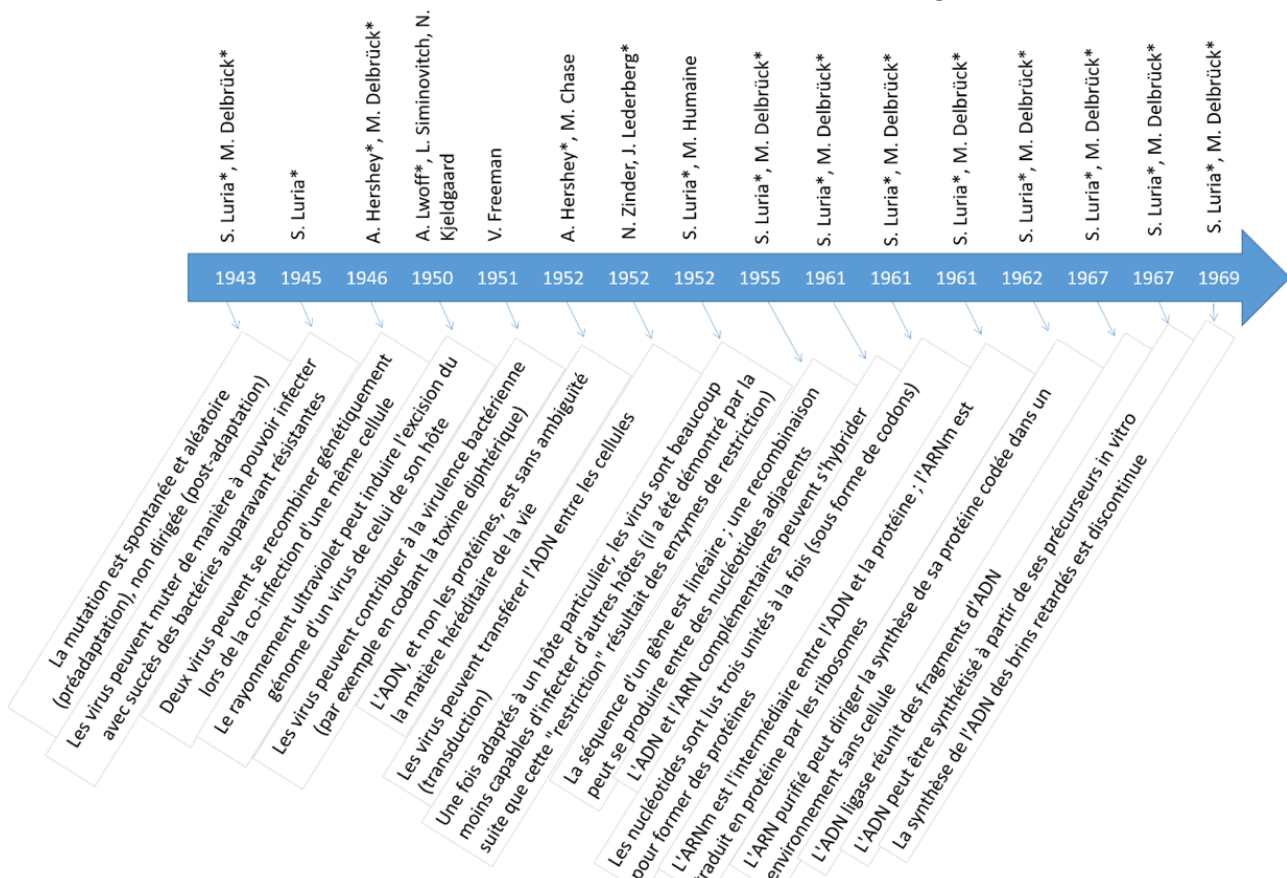 S. Luria*, M. Delbrück*
S. Luria*
A. Hershey*, M. Delbrück*
A. Lwoff*, L. Siminovitch, N.
Kjeldgaard
V. Freeman
A. Hershey*, M. Chase
N. Zinder, J. Lederberg*
S. Luria*, M. Humaine
S. Luria*, M. Delbrück*
S. Luria*, M. Delbrück*
S. Luria*, M. Delbrück*
S. Luria*, M. Delbrück*
S. Luria*, M. Delbrück*
S. Luria*, M. Delbrück*
S. Luria*, M. Delbrück*
S. Luria*, M. Delbrück*
1943 1945 1946 1950 1951 1952 1952 1952 1955 1961 1961 1961 1962 1967 1967 1969
La mutation est spontanée et aléatoire
(préadaptation), non dirigée (post-adaptation)
Les virus peuvent muter de manière à pouvoir infecter
avec succès des bactéries auparavant résistantes
Deux virus peuvent se recombiner génétiquement
lors de la co-infection d'une même cellule
Le rayonnement ultraviolet peut induire l'excision du
génome d'un virus de celui de son hôte
Les virus peuvent contribuer à la virulence bactérienne
(par exemple en codant la toxine diphtérique)
L'ADN, et non les protéines, est sans ambiguïté
la matière héréditaire de la vie
Les virus peuvent transférer l'ADN entre les cellules
(transduction)
Une fois adaptés à un hôte particulier, les virus sont beaucoup
moins capables d'infecter d'autres hôtes (il a été démontré par la
suite que cette "restriction" résultait des enzymes de restriction)
La séquence d'un gène est linéaire ; une recombinaison
peut se produire entre des nucléotides adjacents
L'ADN et l'ARN complémentaires peuvent s'hybrider
Les nucléotides sont lus trois unités à la fois (sous forme de codons)
pour former des protéines
L'ARNm est l'intermédiaire entre l'ADN et la protéine ; l'ARNm est
traduit en protéine par les ribosomes
L'ARN purifié peut diriger la synthèse de sa protéine codée dans un
environnement sans cellule
L'ADN ligase réunit des fragments d'ADN
L'ADN peut être synthétisé à partir de ses précurseurs in vitro
La synthèse de l'ADN des brins retardés est discontinue